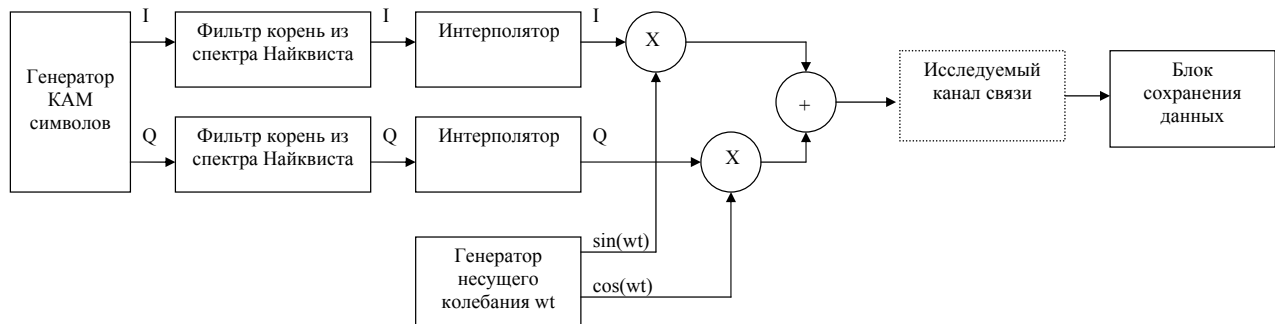 I
I
I
Генератор
КАМ
символов
Фильтр корень из
спектра Найквиста
Интерполятор
X
+
Исследуемый
канал связи
Блок
сохранения
данных
Q
Q
Q
Фильтр корень из
спектра Найквиста
Интерполятор
X
Генератор
несущего
колебания wt
sin(wt)
cos(wt)